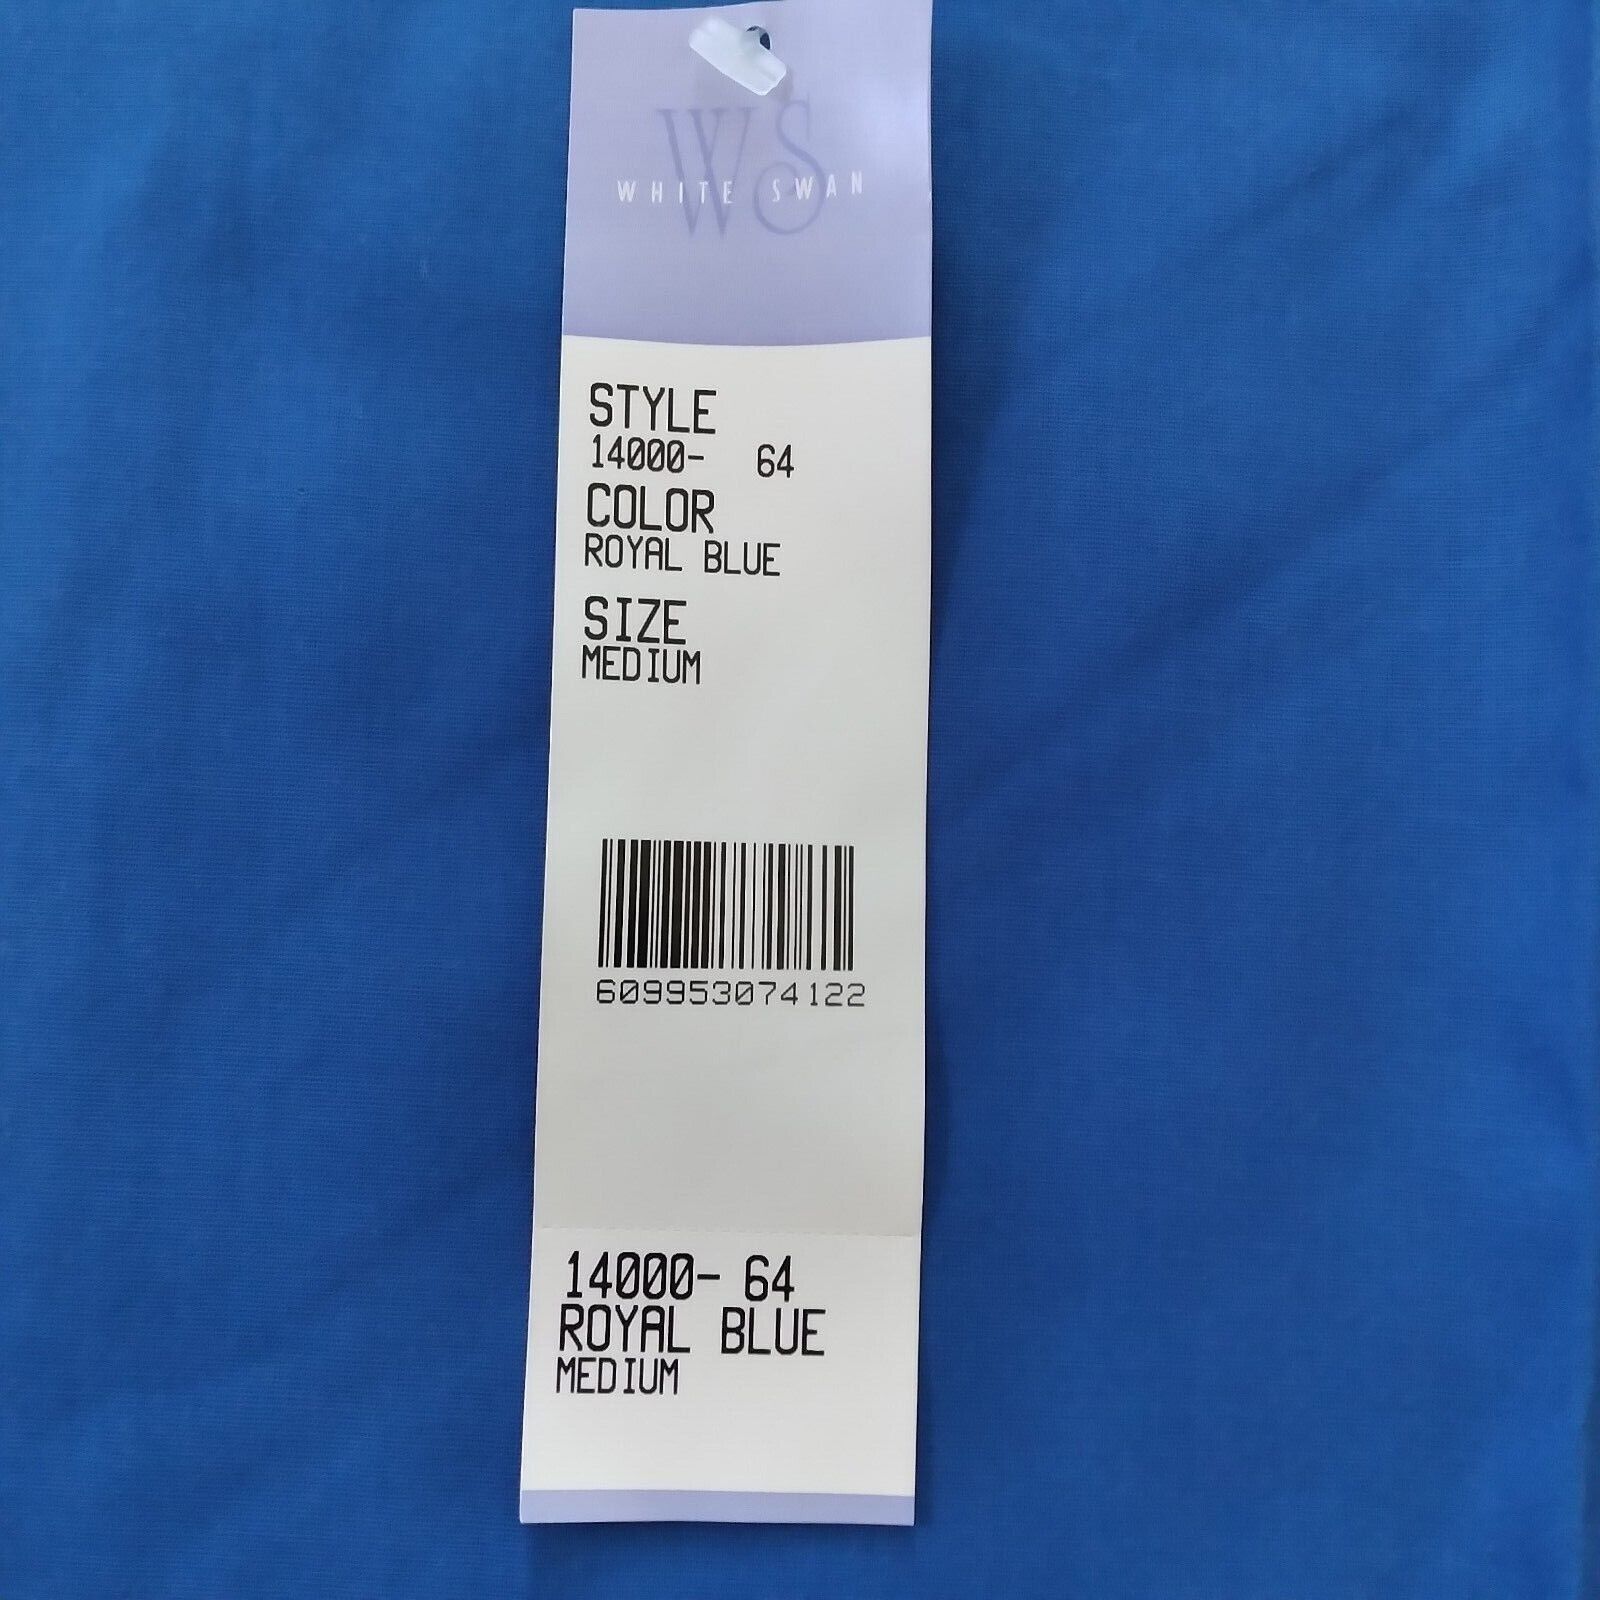 WS
WHITE SWAN
STYLE
14000- 64
COLOR
ROYAL BLUE
SIZE
MEDIUM
609953074122
14000- 64
ROYAL BLUE
MEDIUM